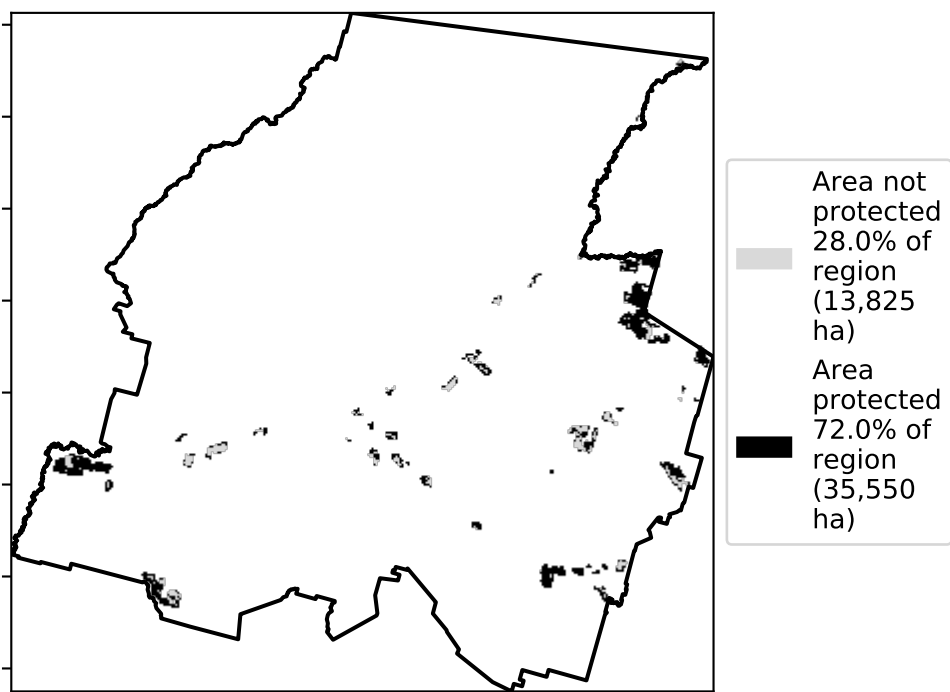 Area not
protected
28.0% of
region
(13,825
ha)
Area
protected
72.0% of
region
(35,550
ha)